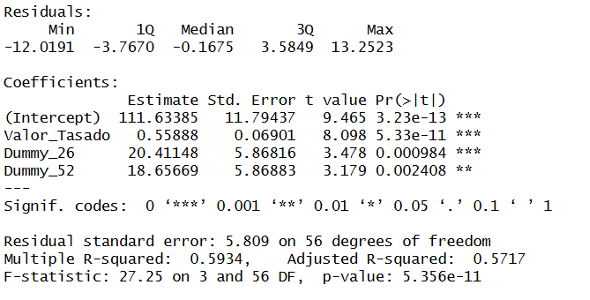 Residuals:
     Min       1Q   Median       3Q      Max
-12.0191  -3.7670  -0.1675   3.5849  13.2523
Coefficients:
             Estimate Std. Error t value Pr(>|t|)
(Intercept) 111.63385   11.79437   9.465 3.23e-13 ***
Valor_Tasado  0.55888    0.06901   8.098 5.33e-11 ***
Dummy_26     20.41148    5.86816   3.478 0.000984 ***
Dummy_52     18.65669    5.86883   3.179 0.002408 **
---
Signif. codes:  0 ‘***’ 0.001 ‘**’ 0.01 ‘*’ 0.05 ‘.’ 0.1 ‘ ’ 1
Residual standard error: 5.809 on 56 degrees of freedom
Multiple R-squared:  0.5934,    Adjusted R-squared:  0.5717
F-statistic: 27.25 on 3 and 56 DF,  p-value: 5.356e-11